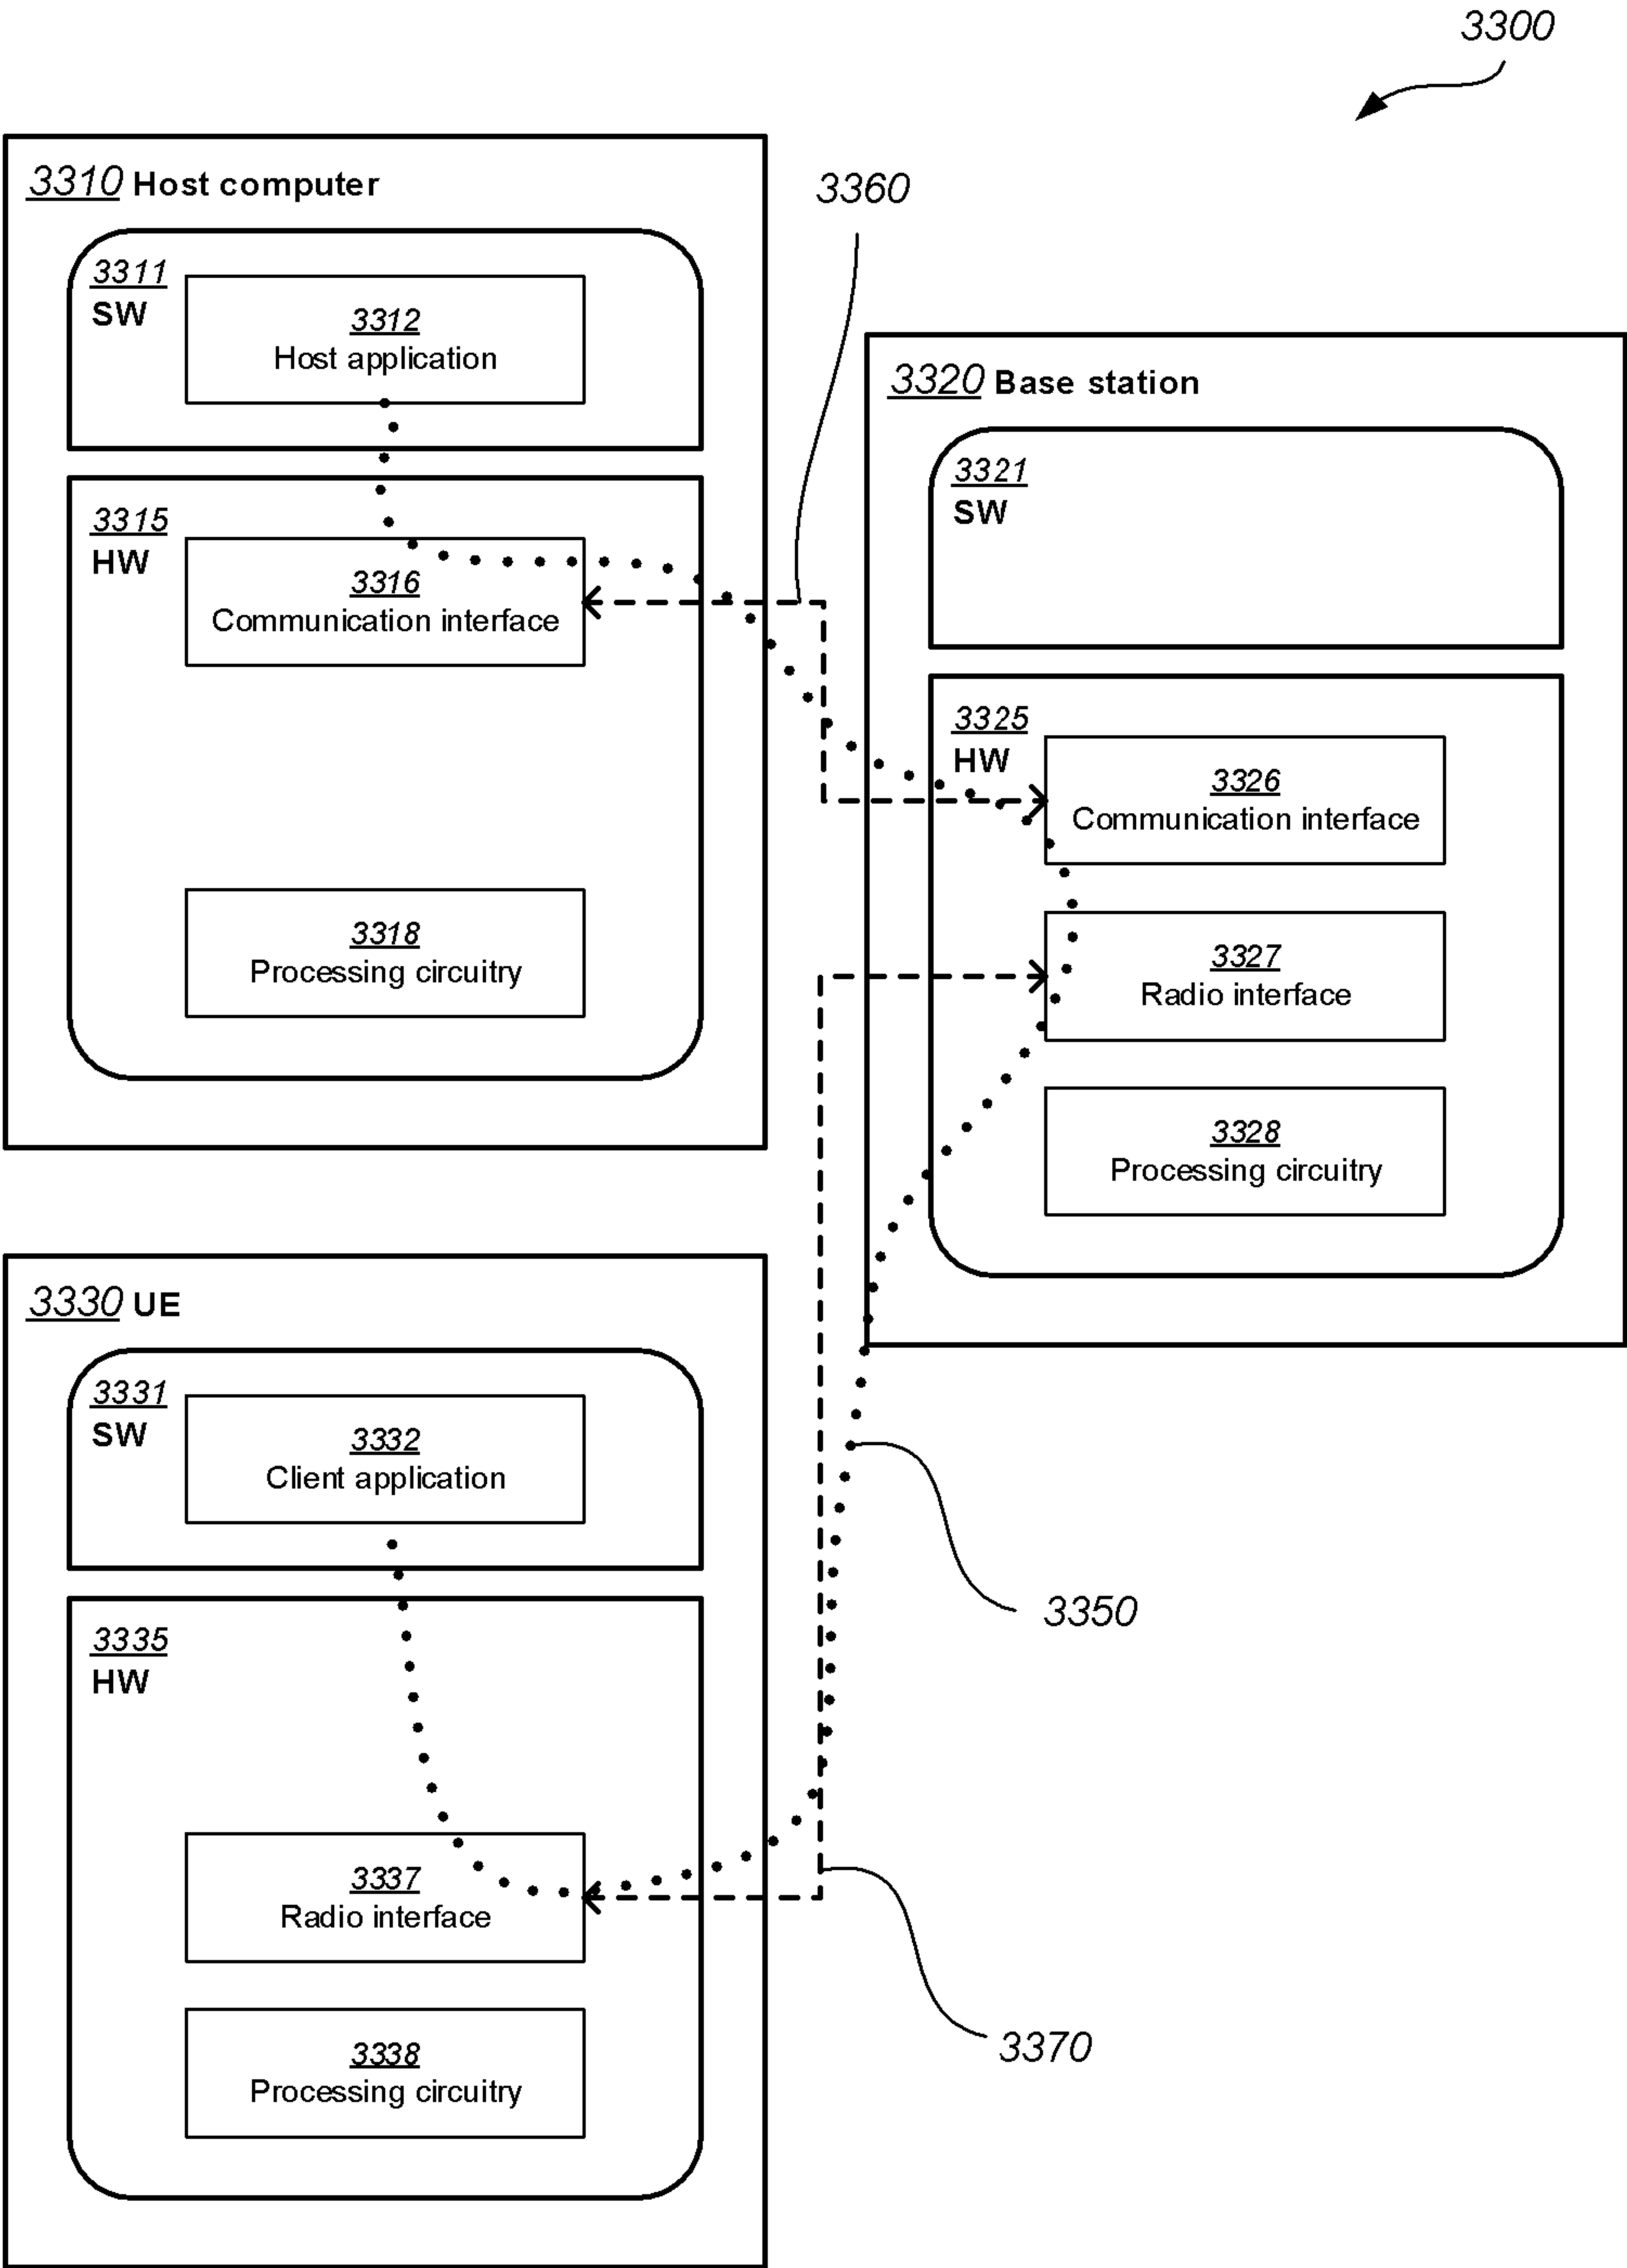 3300
3310 Host computer
3311
SW
3312
Host application
3315
HW
3316
Communication interface
3318
Processing circuitry
3360
3320 Base station
3321
SW
3325
HW
3326
Communication interface
3327
Radio interface
3328
Processing circuitry
3330 UE
3331
SW
3332
Client application
3335
HW
3337
Radio interface
3338
Processing circuitry
3350
3370